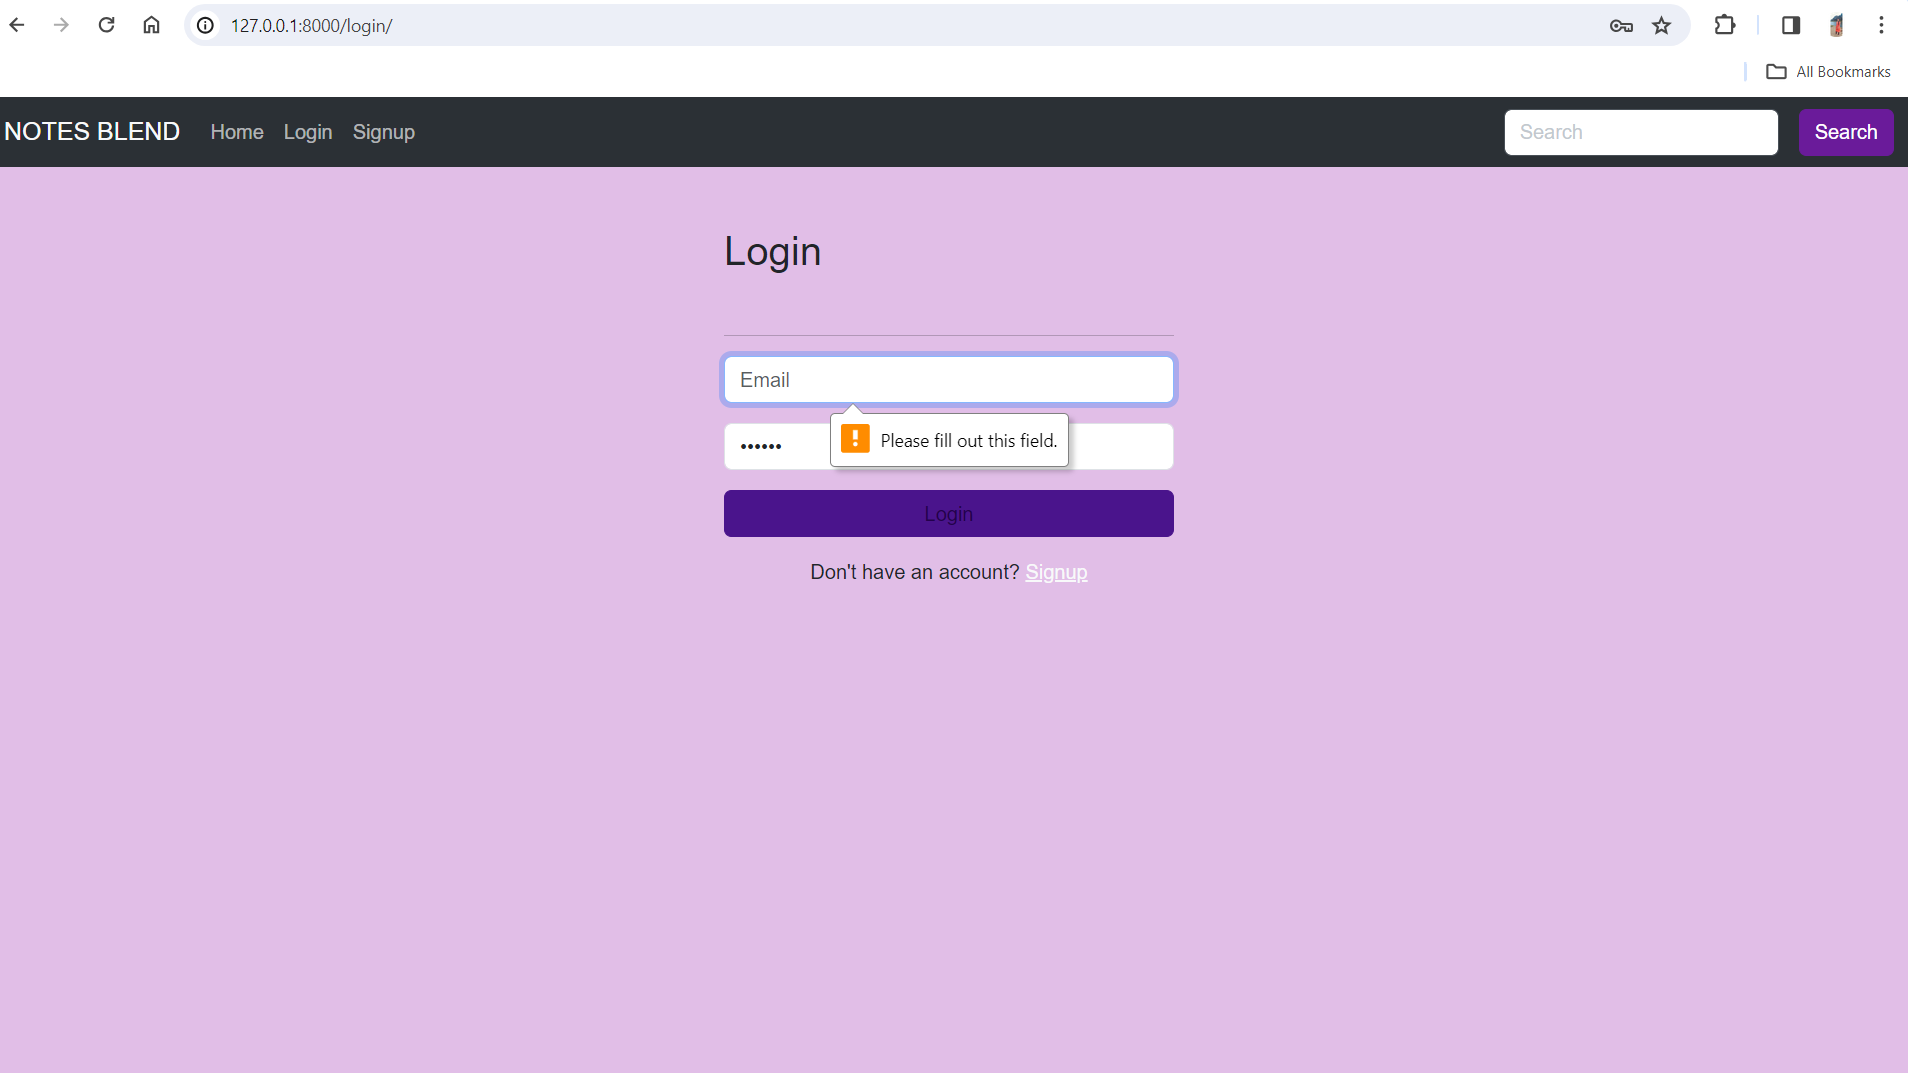 127.0.0.1:8000/login/
All Bookmarks
NOTES BLEND Home Login Signup Search Search
Login
Email
Please fill out this field.
••••••
Login
Don't have an account? Signup